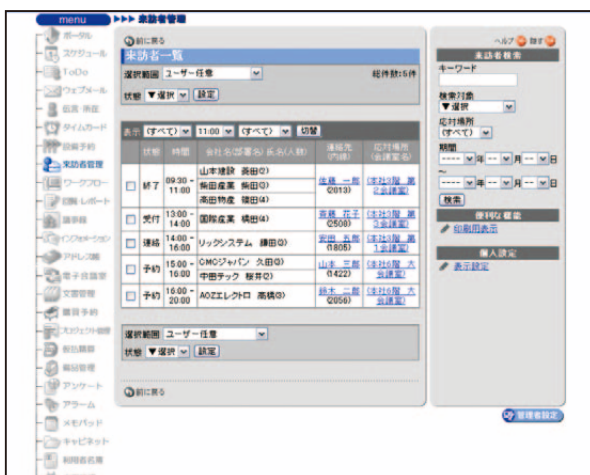 menu
▶▶▶ 来訪者管理
ポータル
スケジュール
ToDo
ウェブメール
伝言・所在
タイムカード
設備予約
来訪者管理
ワークフロー
回覧・レポート
議事録
インフォメーション
アドレス帳
電子会議室
文書管理
購買予約
プロジェクト管理
仮払精算
備品管理
アンケート
アラーム
メモパッド
キャビネット
利用者名簿
前に戻る
来訪者一覧
選択範囲 ユーザー任意
総件数:5件
状態 ▼選択 設定
表示 (すべて) 11:00 (すべて) 切替
状態 時間 会社名(部署名) 氏名(人数) 連絡先(内線) 応対場所(会議室名)
終了 09:30 - 11:00 山本建設 養田(2) 佐藤 一郎 (2013) (本社3階 第2会議室)
柴田産業 柴田(3)
高田物産 篠田(4)
受付 13:00 - 14:00 国際産業 横田(4) 斉藤 花子 (2508) (本社3階 第3会議室)
連絡 14:00 - 16:00 リックシステム 鎌田(3) 安田 五郎 (1805) (本社3階 第1会議室)
予約 15:00 - 16:00 CMCジャパン 久田(3) 山本 三郎 (1422) (本社6階 大会議室)
中田テック 桜井(2)
予約 16:00 - 20:00 AOZエレクトロ 高橋(3) 鈴木 二郎 (2056) (本社6階 大会議室)
選択範囲 ユーザー任意
状態 ▼選択 設定
前に戻る
ヘルプ 隠す
来訪者検索
キーワード
検索対象
▼選択
応対場所
(すべて)
期間
---- 年 -- 月 -- 日
～
---- 年 -- 月 -- 日
検索
便利な機能
印刷用表示
個人設定
表示設定
管理者設定